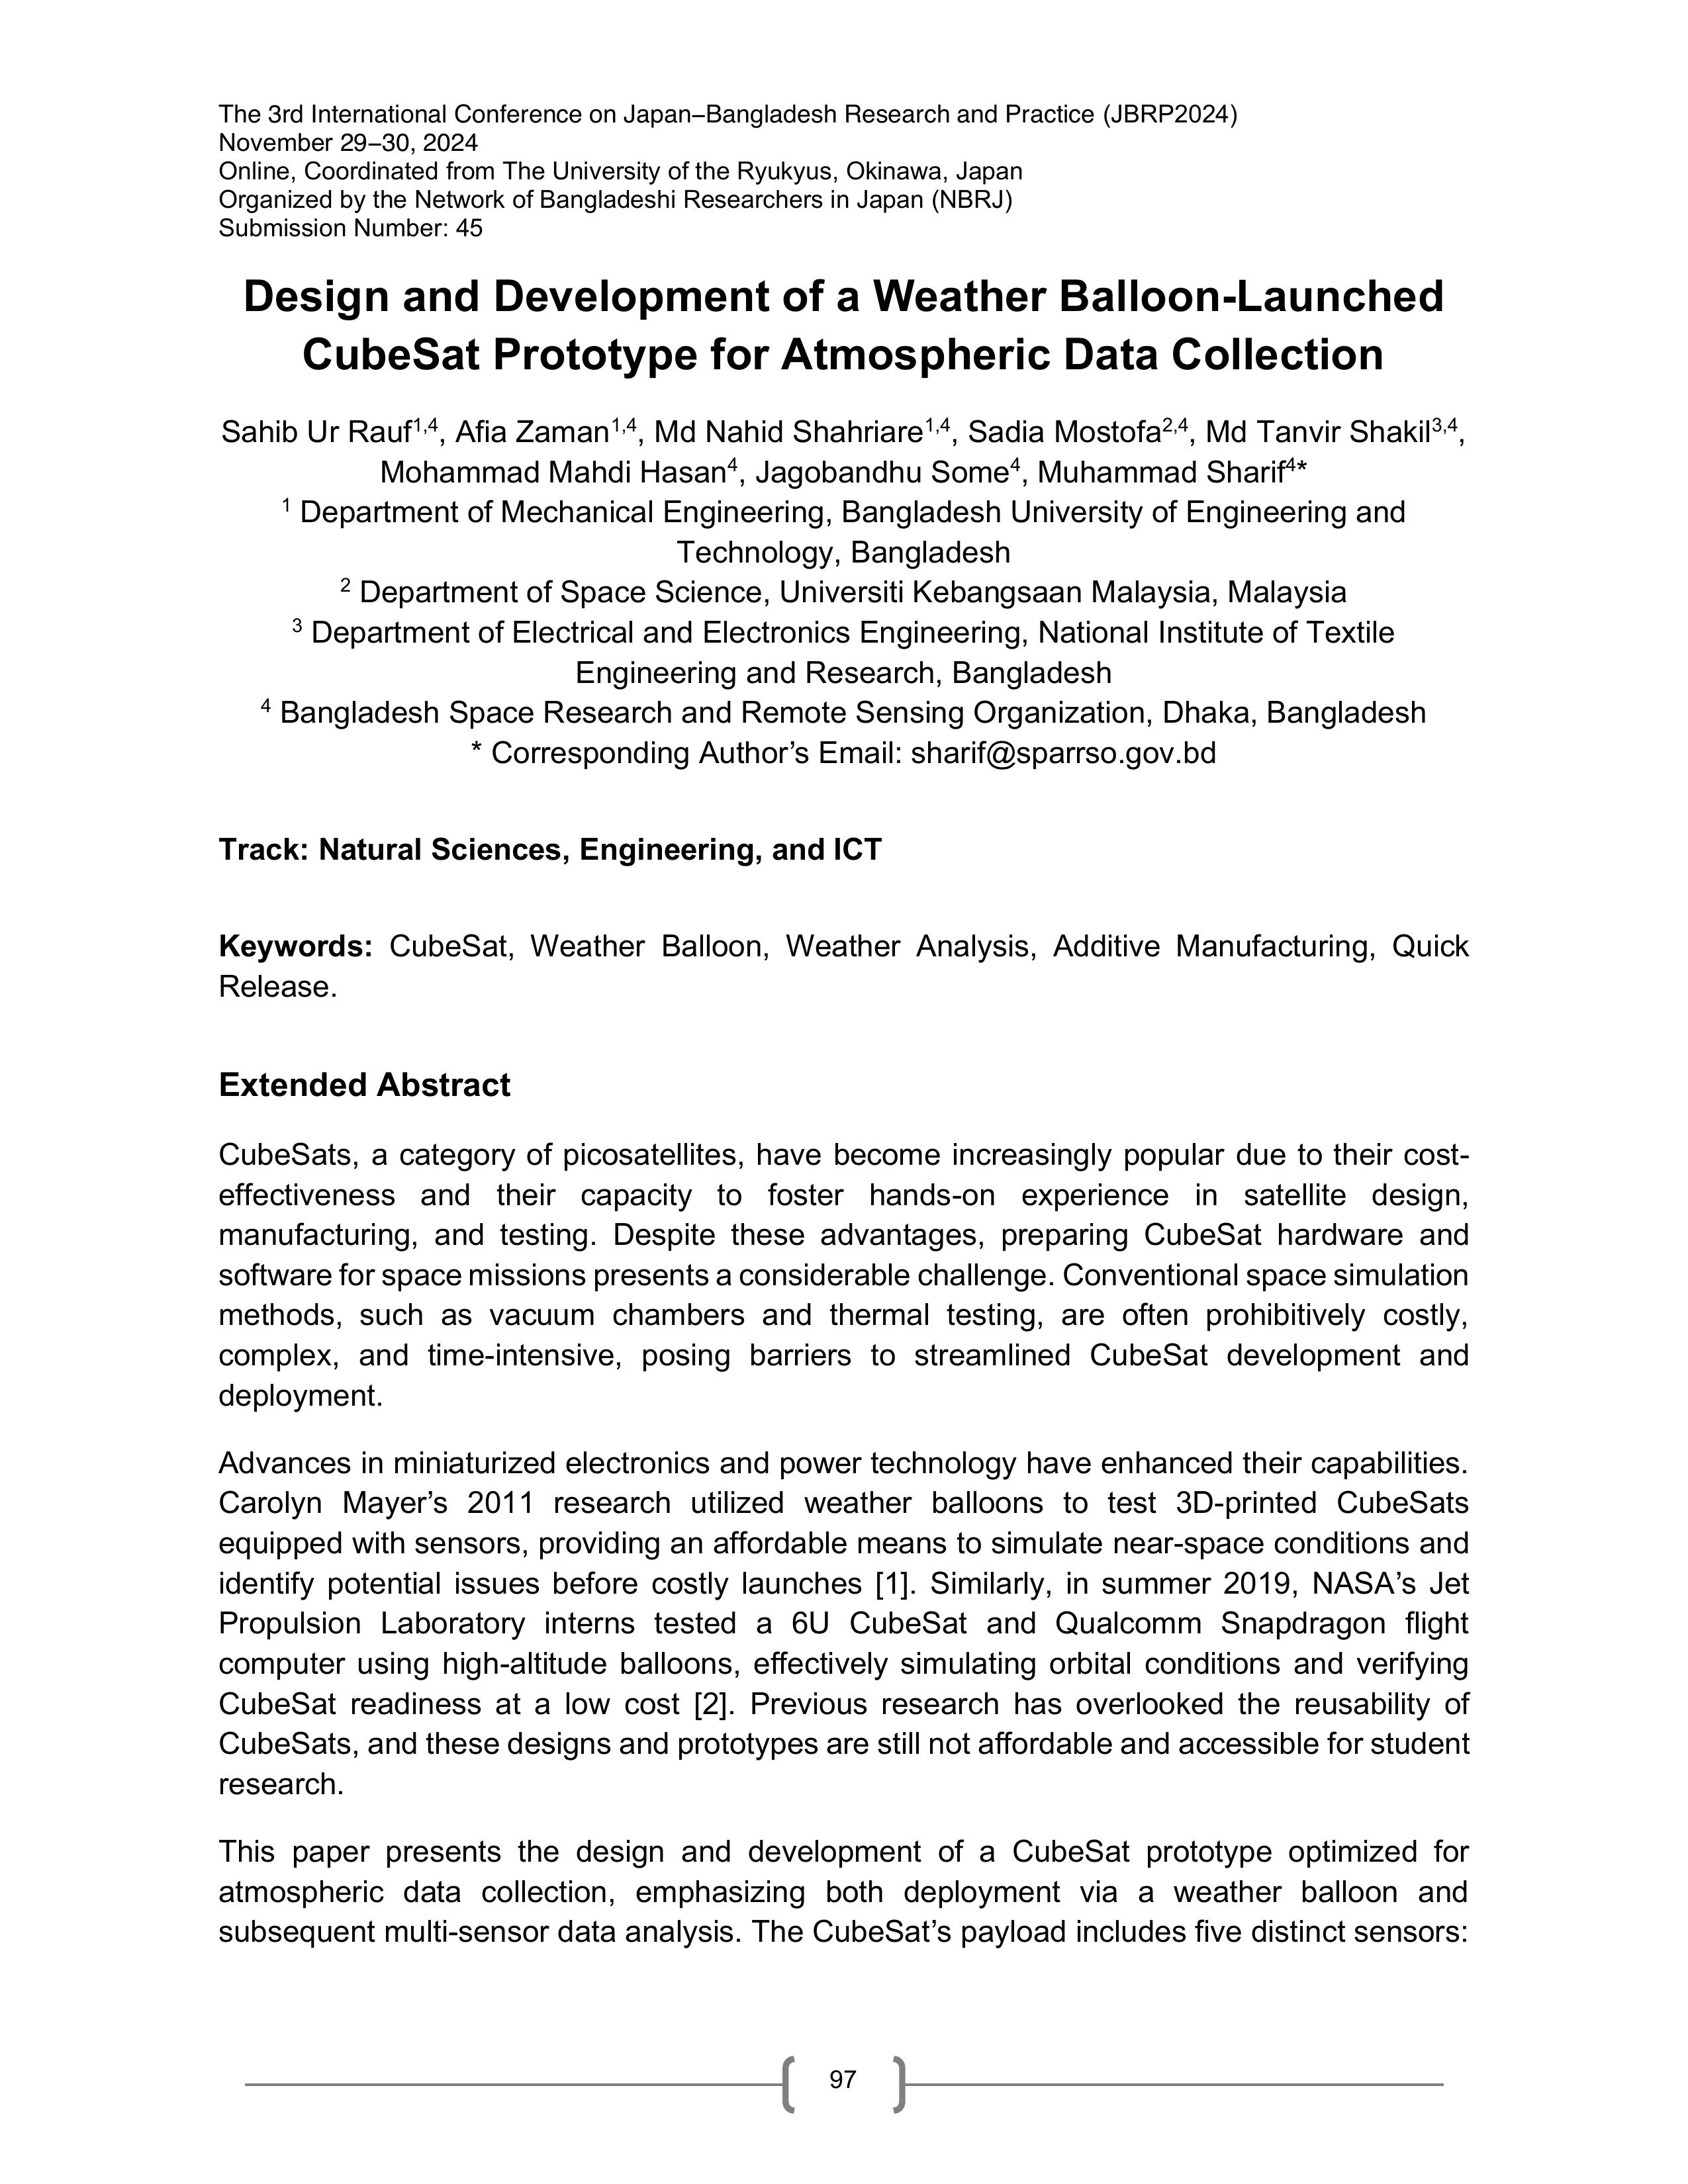 The 3rd International Conference on Japan–Bangladesh Research and Practice (JBRP2024)
November 29–30, 2024
Online, Coordinated from The University of the Ryukyus, Okinawa, Japan
Organized by the Network of Bangladeshi Researchers in Japan (NBRJ)
Submission Number: 45
Design and Development of a Weather Balloon-Launched
CubeSat Prototype for Atmospheric Data Collection
Sahib Ur Rauf1,4, Afia Zaman1,4, Md Nahid Shahriare1,4, Sadia Mostofa2,4, Md Tanvir Shakil3,4,
Mohammad Mahdi Hasan4, Jagobandhu Some4, Muhammad Sharif4*
1 Department of Mechanical Engineering, Bangladesh University of Engineering and
Technology, Bangladesh
2 Department of Space Science, Universiti Kebangsaan Malaysia, Malaysia
3 Department of Electrical and Electronics Engineering, National Institute of Textile
Engineering and Research, Bangladesh
4 Bangladesh Space Research and Remote Sensing Organization, Dhaka, Bangladesh
* Corresponding Author’s Email: sharif@sparrso.gov.bd
Track: Natural Sciences, Engineering, and ICT
Keywords: CubeSat, Weather Balloon, Weather Analysis, Additive Manufacturing, Quick
Release.
Extended Abstract
CubeSats, a category of picosatellites, have become increasingly popular due to their cost-
effectiveness and their capacity to foster hands-on experience in satellite design,
manufacturing, and testing. Despite these advantages, preparing CubeSat hardware and
software for space missions presents a considerable challenge. Conventional space simulation
methods, such as vacuum chambers and thermal testing, are often prohibitively costly,
complex, and time-intensive, posing barriers to streamlined CubeSat development and
deployment.
Advances in miniaturized electronics and power technology have enhanced their capabilities.
Carolyn Mayer’s 2011 research utilized weather balloons to test 3D-printed CubeSats
equipped with sensors, providing an affordable means to simulate near-space conditions and
identify potential issues before costly launches [1]. Similarly, in summer 2019, NASA’s Jet
Propulsion Laboratory interns tested a 6U CubeSat and Qualcomm Snapdragon flight
computer using high-altitude balloons, effectively simulating orbital conditions and verifying
CubeSat readiness at a low cost [2]. Previous research has overlooked the reusability of
CubeSats, and these designs and prototypes are still not affordable and accessible for student
research.
This paper presents the design and development of a CubeSat prototype optimized for
atmospheric data collection, emphasizing both deployment via a weather balloon and
subsequent multi-sensor data analysis. The CubeSat’s payload includes five distinct sensors:
97